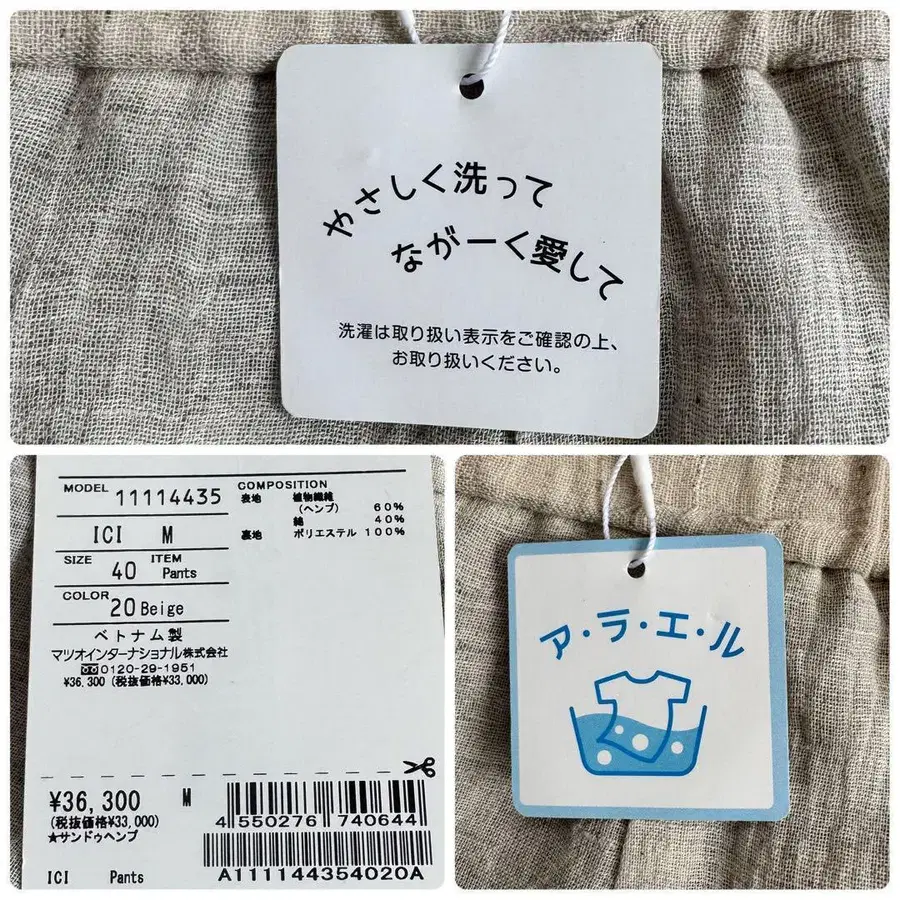 やさしく洗って
ながーく愛して
洗濯は取り扱い表示をご確認の上、
お取り扱いください。
MODEL 11114435
ICI M
SIZE 40 ITEM Pants
COLOR 20 Beige
ベトナム製
マツオインターナショナル株式会社
0120-29-1951
¥36,300 (税抜価格¥33,000)
COMPOSITION
表地 植物繊維
(ヘンプ) 60%
綿 40%
裏地 ポリエステル 100%
¥36,300 M
(税抜価格¥33,000)
★サンドゥヘンプ
ICI Pants
4 550276 740644
A111144354020A
ア・ラ・エ・ル